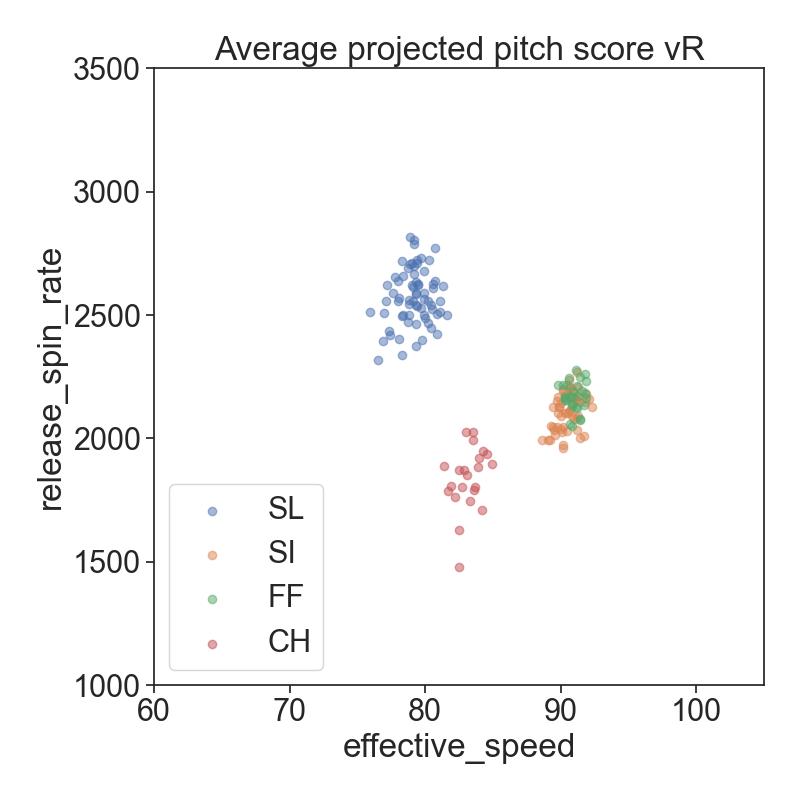 Average projected pitch score vR
3500
3000
2500
2000
1500
1000
release_spin_rate
SL
SI
FF
CH
60 70 80 90 100
effective_speed